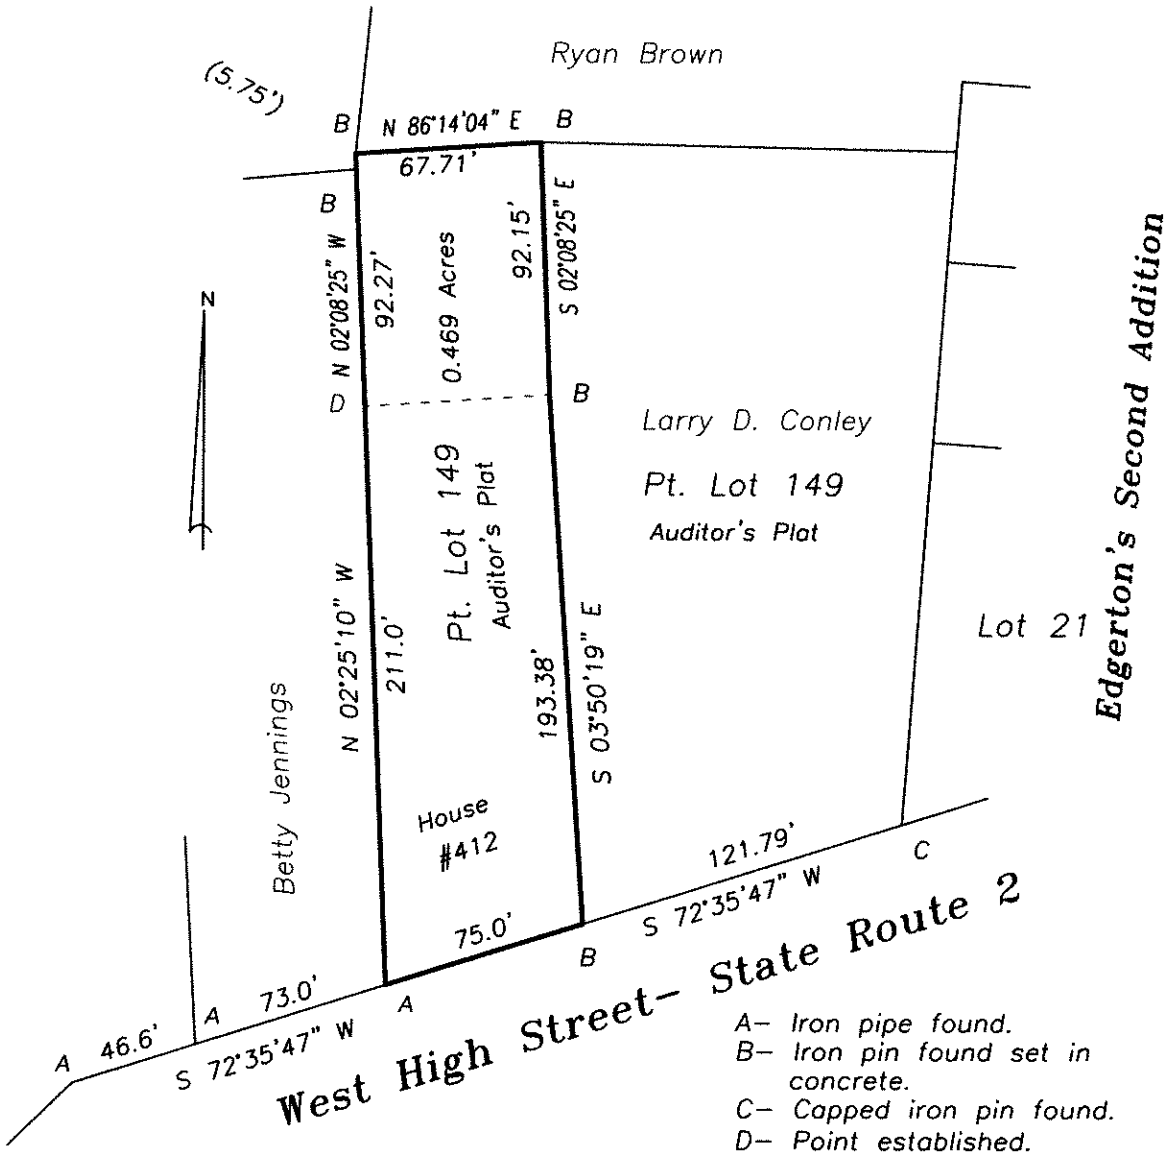 Ryan Brown
(5.75')
B
N 86°14'04" E
B
67.71'
B
N 02°08'25" W
92.27'
0.469 Acres
92.15'
S 02°08'25" E
N
D
B
Larry D. Conley
Pt. Lot 149
Auditor's Plat
Pt. Lot 149
Auditor's Plat
Edgerton's Second Addition
Lot 21
N 02°25'10" W
211.0'
193.38'
S 03°50'19" E
Betty Jennings
House
#412
75.0'
121.79'
C
S 72°35'47" W
B
A
73.0'
A
46.6'
A
S 72°35'47" W
West High Street– State Route 2
A– Iron pipe found.
B– Iron pin found set in
concrete.
C– Capped iron pin found.
D– Point established.